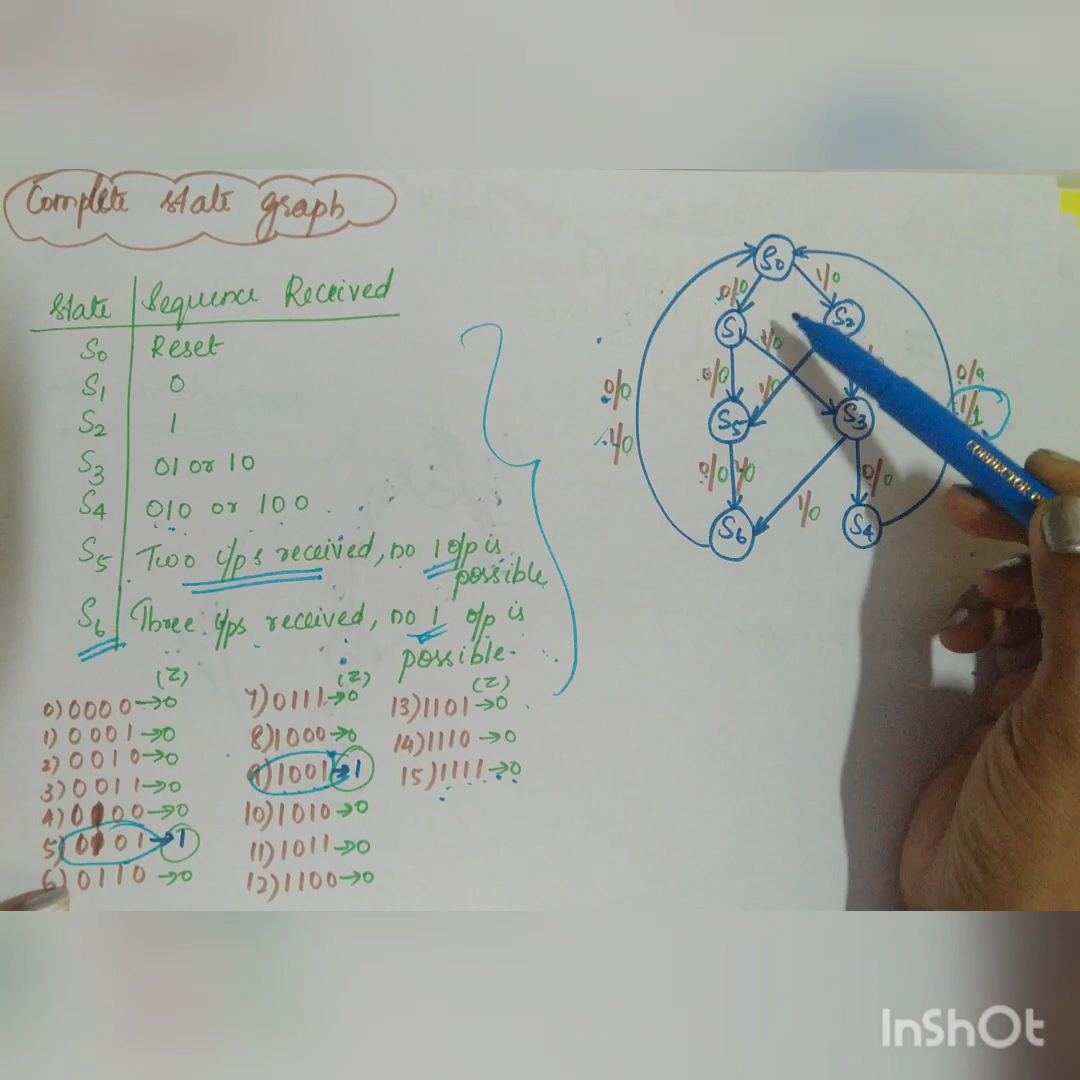 Complete state graph
State Sequence Received
S0 Reset
S1 0
S2 1
S3 01 or 10
S4 010 or 100
S5 Two i/ps received, no 1 o/p is
possible
S6 Three i/ps received, no 1 o/p is
possible.
(Z)
0) 0000→0
1) 0001→0
2) 0010→0
3) 0011→0
4) 0100→0
5) 0101→1
6) 0110→0
(Z)
7) 0111→0
8) 1000→0
9) 1001→1
10) 1010→0
11) 1011→0
12) 1100→0
(Z)
13) 1101→0
14) 1110→0
15) 1111→0
S0
0/0 1/0
S1 S2
1/0
0/0 1/0
S5 S3
0/0 1/0 1/0 0/0
S6 S4
0/0
1/0
0/0
1/1
CONNECTOR
InShOt